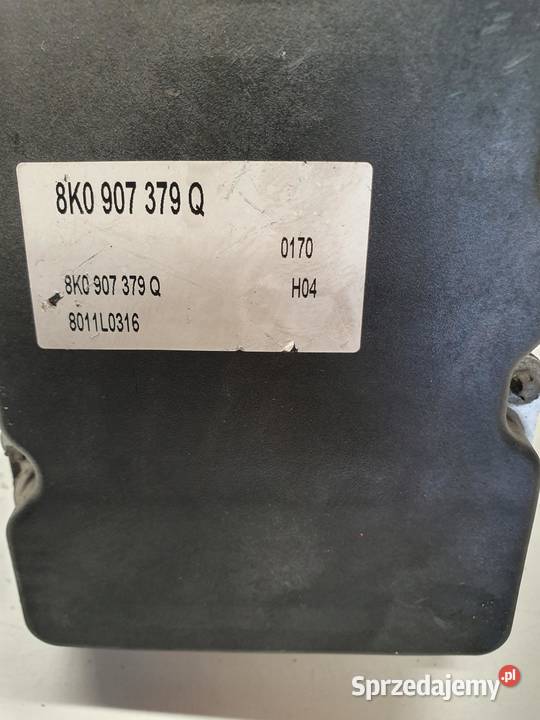 8K0 907 379 Q
0170
8K0 907 379 Q H04
8011L0316
Sprzedajemy.pl